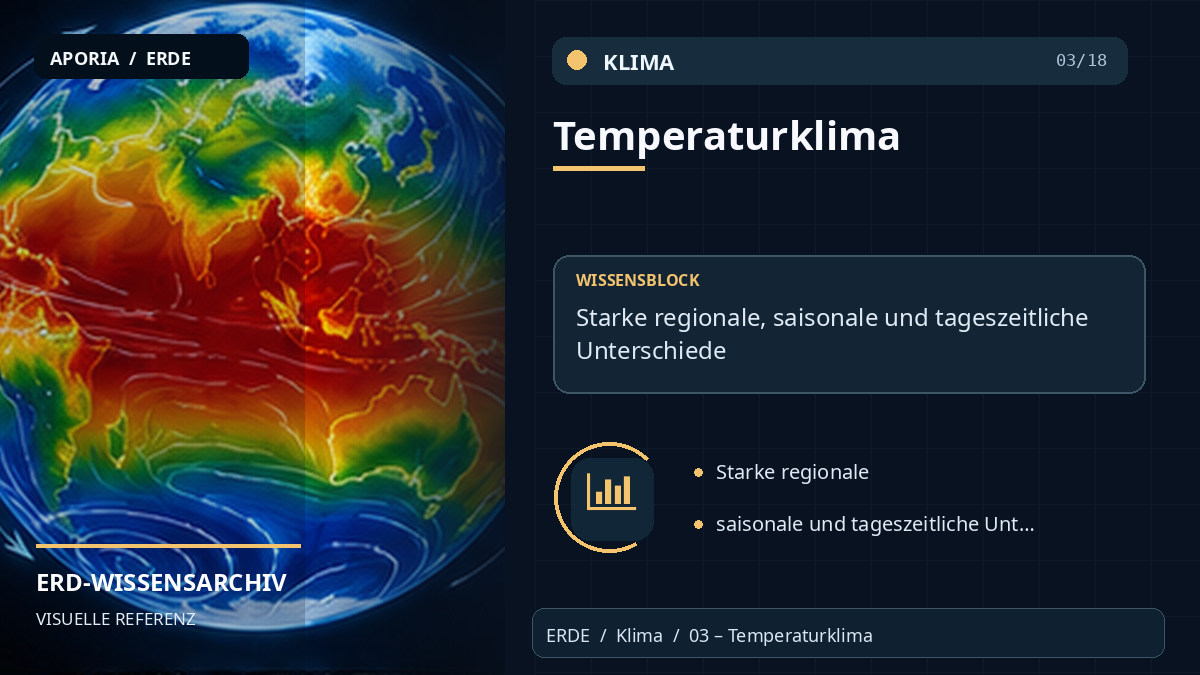 APORIA / ERDE
ERD-WISSENSARCHIV
VISUELLE REFERENZ
KLIMA
03/18
Temperaturklima
WISSENSBLOCK
Starke regionale, saisonale und tageszeitliche
Unterschiede
Starke regionale
saisonale und tageszeitliche Unt...
ERDE / Klima / 03 – Temperaturklima